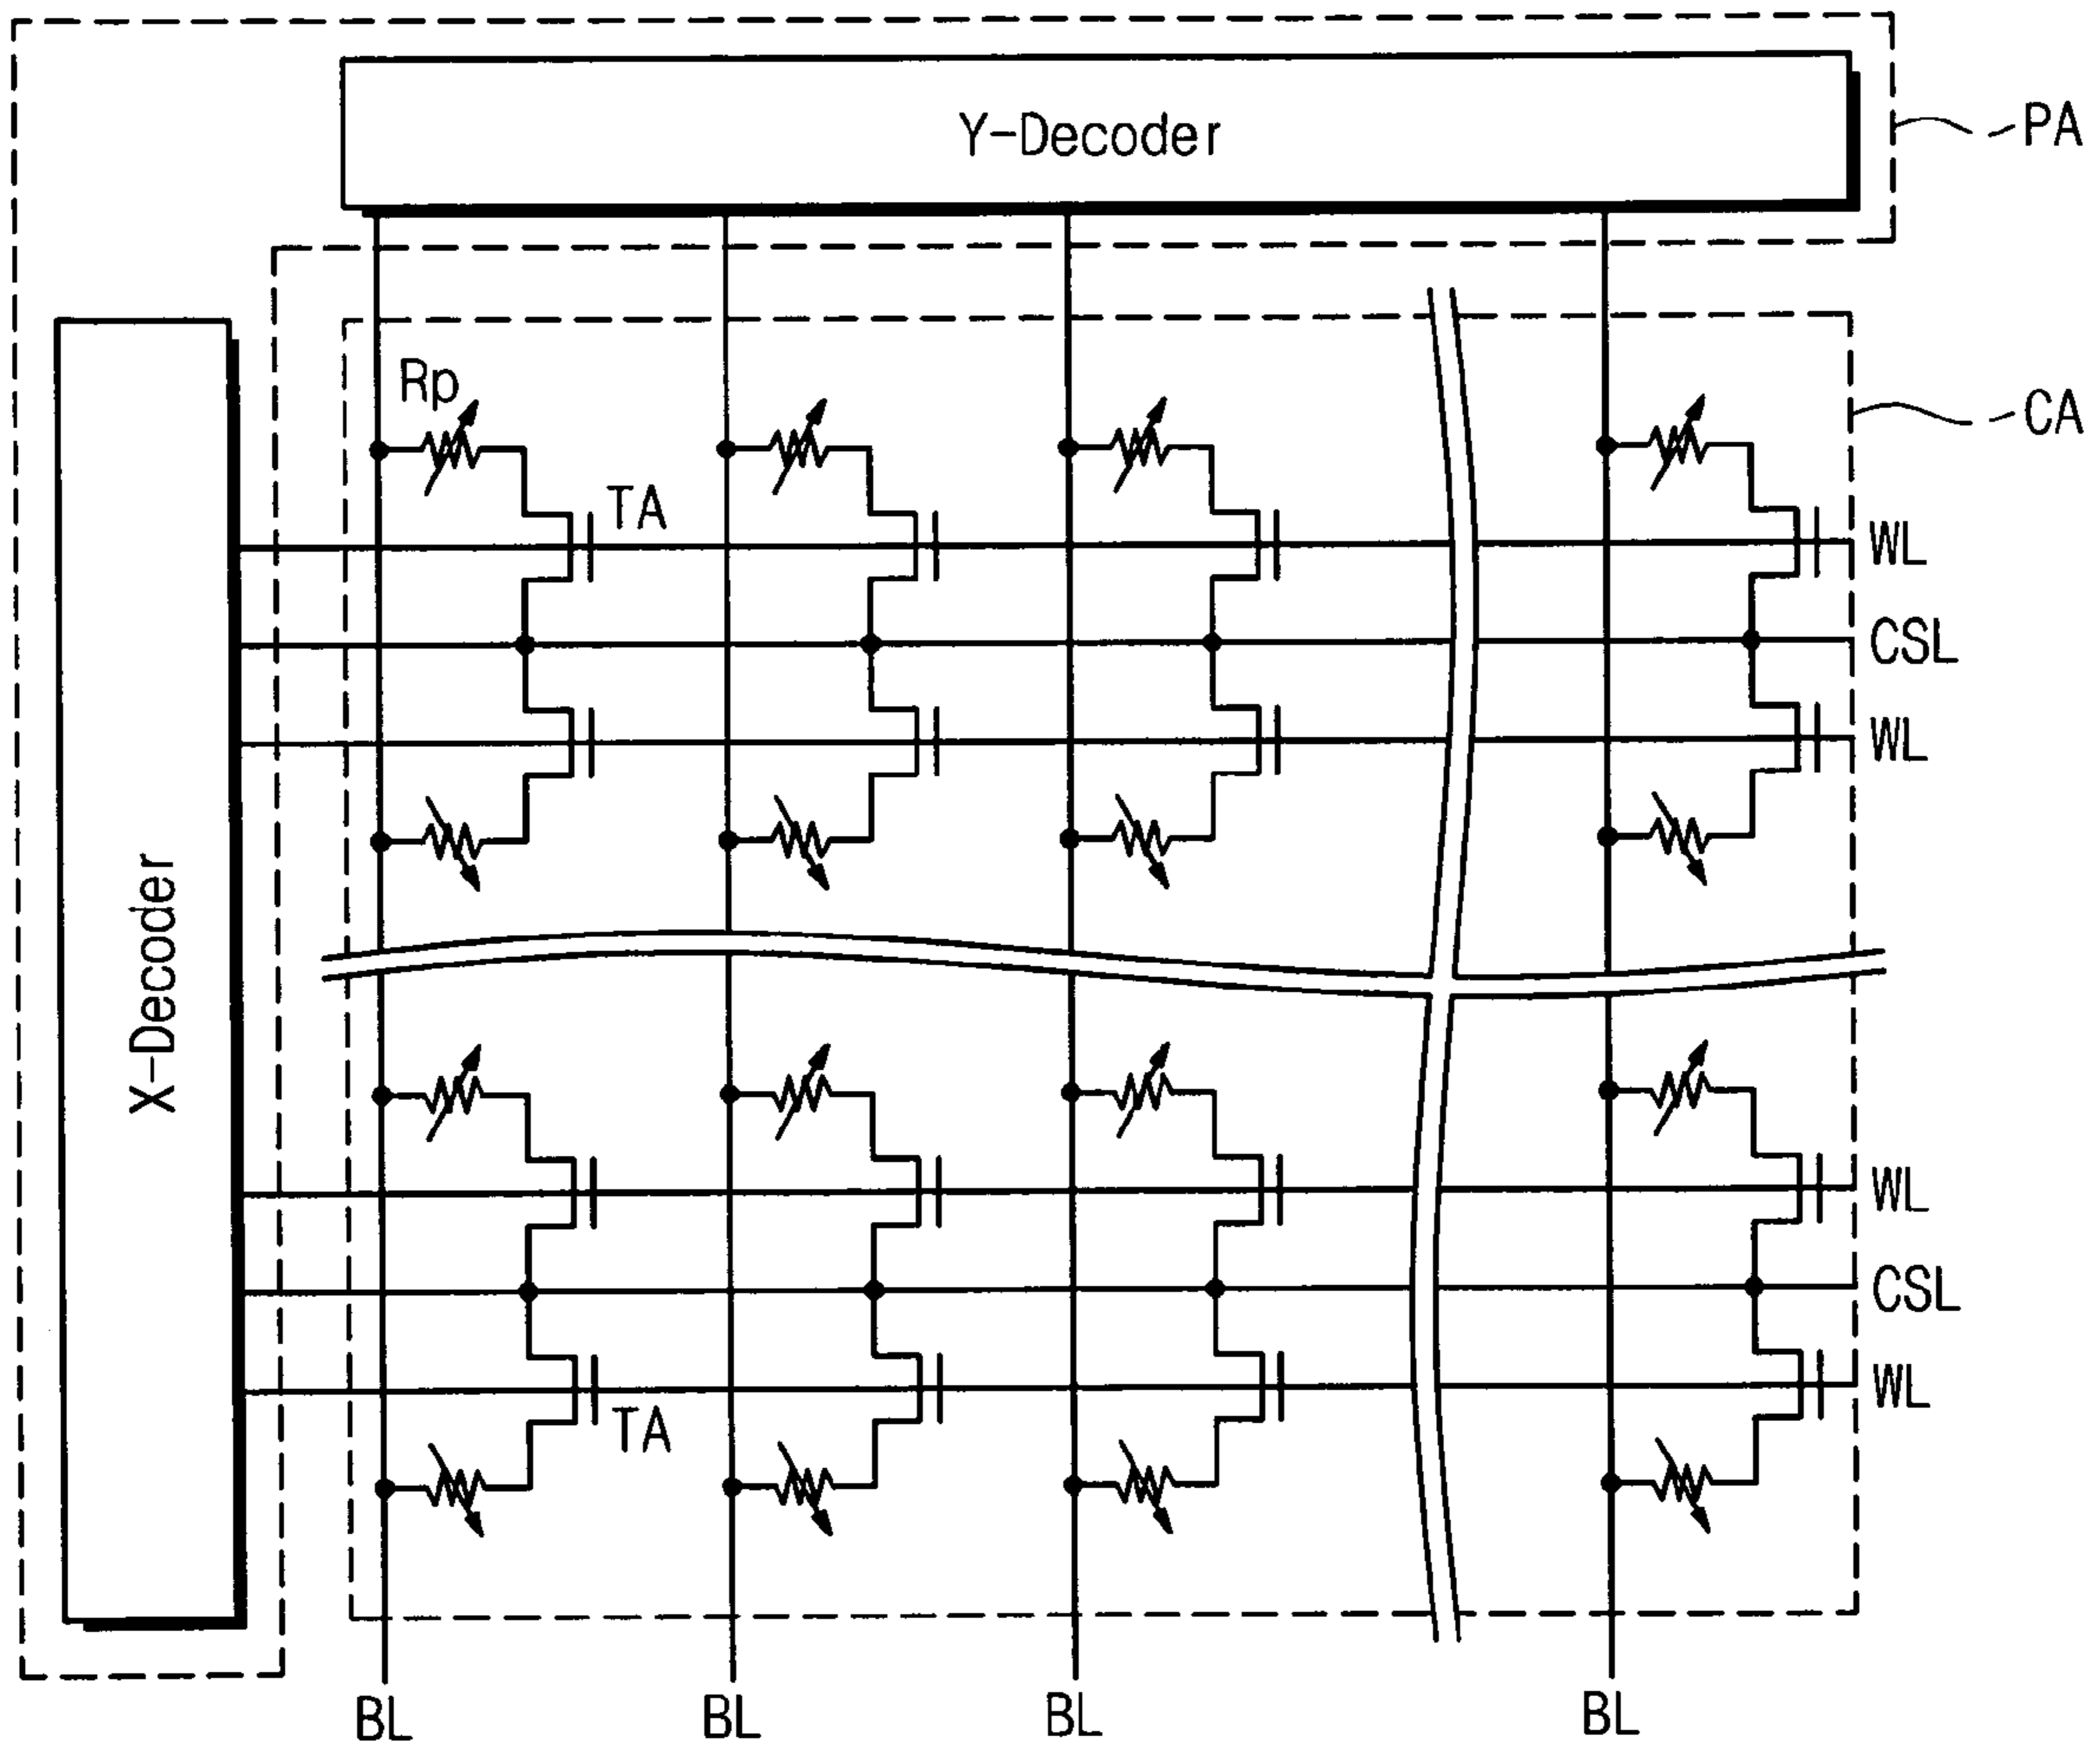 Y-Decoder
PA
Rp
CA
TA
WL
CSL
WL
X-Decoder
WL
CSL
WL
TA
BL
BL
BL
BL